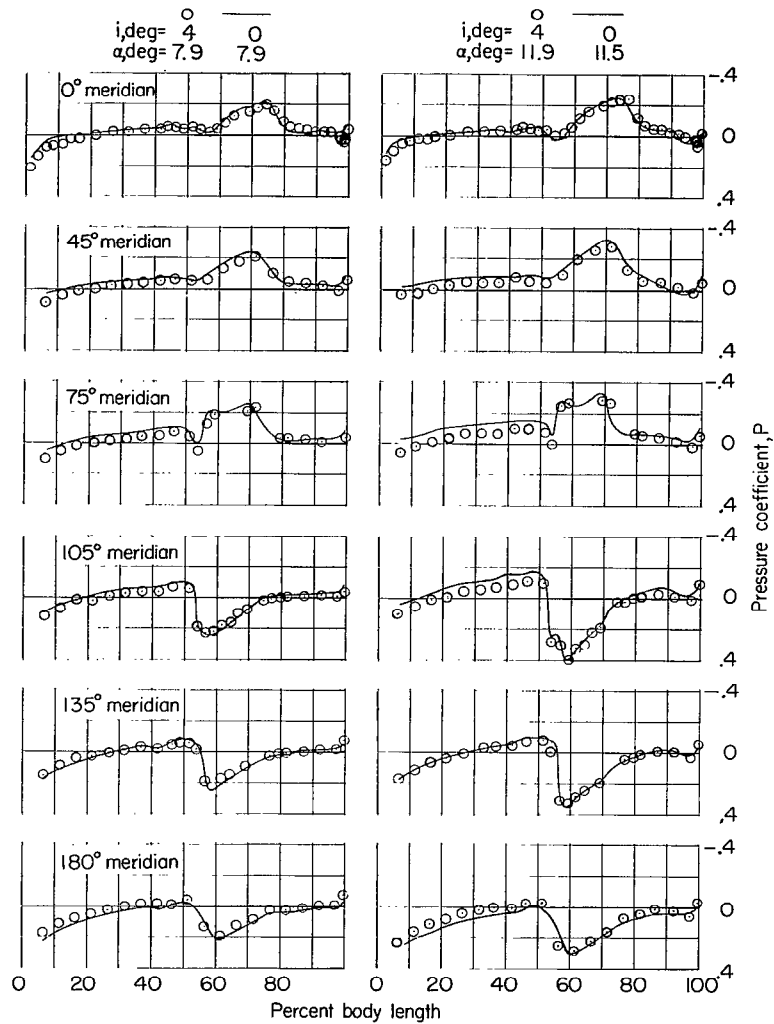 i,deg= 4 0
α,deg= 7.9 7.9
i,deg= 4 0
α,deg= 11.9 11.5
0° meridian
-.4
0
.4
45° meridian
-.4
0
.4
75° meridian
-.4
0
.4
105° meridian
-.4
0
.4
135° meridian
-.4
0
.4
180° meridian
-.4
0
.4
Pressure coefficient, P
0 20 40 60 80 0 20 40 60 80 100
Percent body length